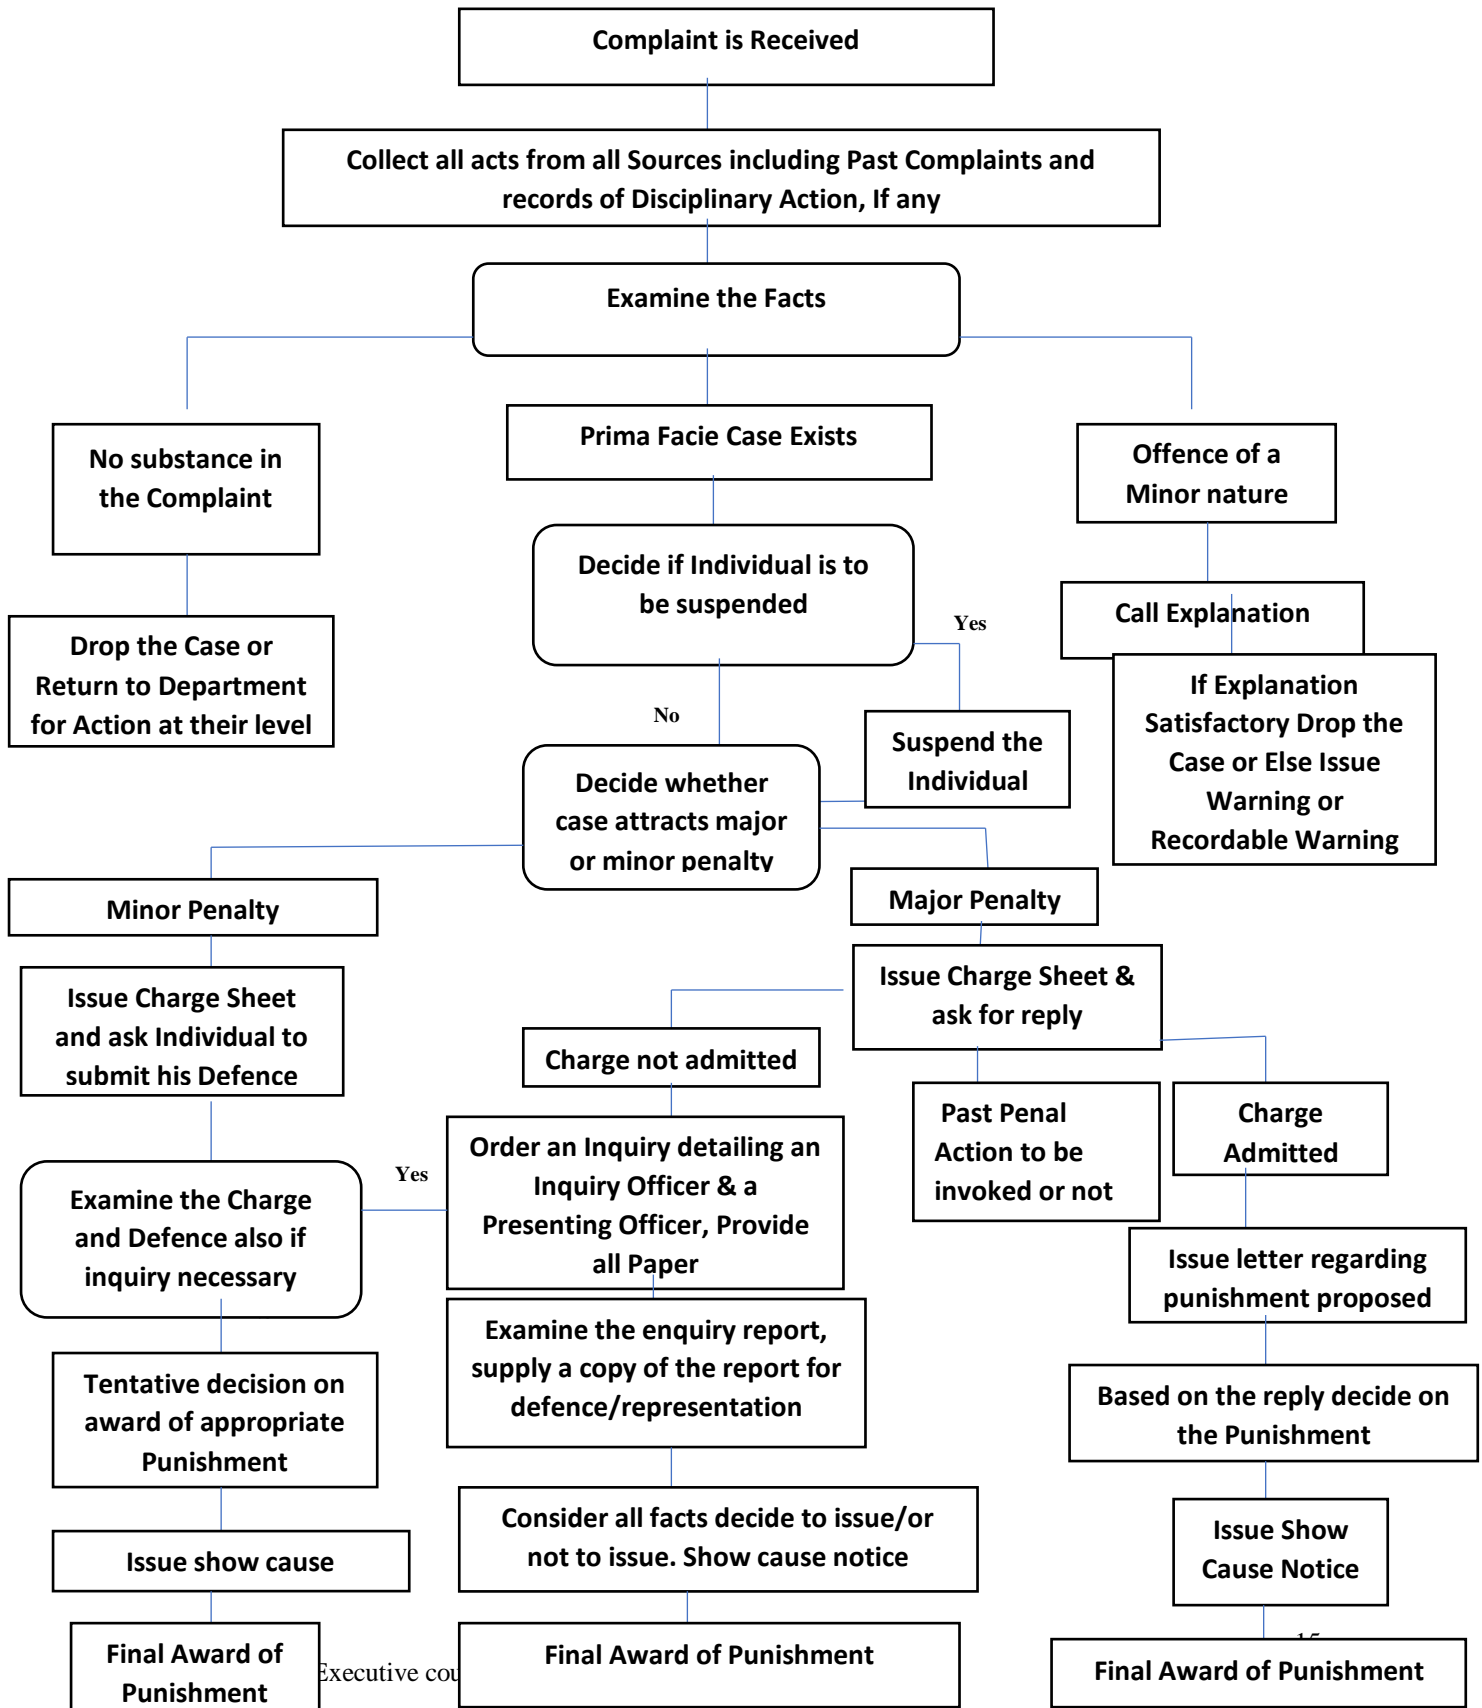 Complaint is Received
Collect all acts from all Sources including Past Complaints and
records of Disciplinary Action, If any
Examine the Facts
No substance in
the Complaint
Prima Facie Case Exists
Offence of a
Minor nature
Decide if Individual is to
be suspended
Yes
Call Explanation
Drop the Case or
Return to Department
for Action at their level
If Explanation
Satisfactory Drop the
Case or Else Issue
Warning or
Recordable Warning
No
Suspend the
Individual
Decide whether
case attracts major
or minor penalty
Minor Penalty
Major Penalty
Issue Charge Sheet
and ask Individual to
submit his Defence
Issue Charge Sheet &
ask for reply
Charge not admitted
Past Penal
Action to be
invoked or not
Charge
Admitted
Order an Inquiry detailing an
Inquiry Officer & a
Presenting Officer, Provide
all Paper
Yes
Examine the Charge
and Defence also if
inquiry necessary
Issue letter regarding
punishment proposed
Examine the enquiry report,
supply a copy of the report for
defence/representation
Tentative decision on
award of appropriate
Punishment
Based on the reply decide on
the Punishment
Consider all facts decide to issue/or
not to issue. Show cause notice
Issue show cause
Issue Show
Cause Notice
Final Award of
Punishment
Executive
Final Award of Punishment
Final Award of Punishment